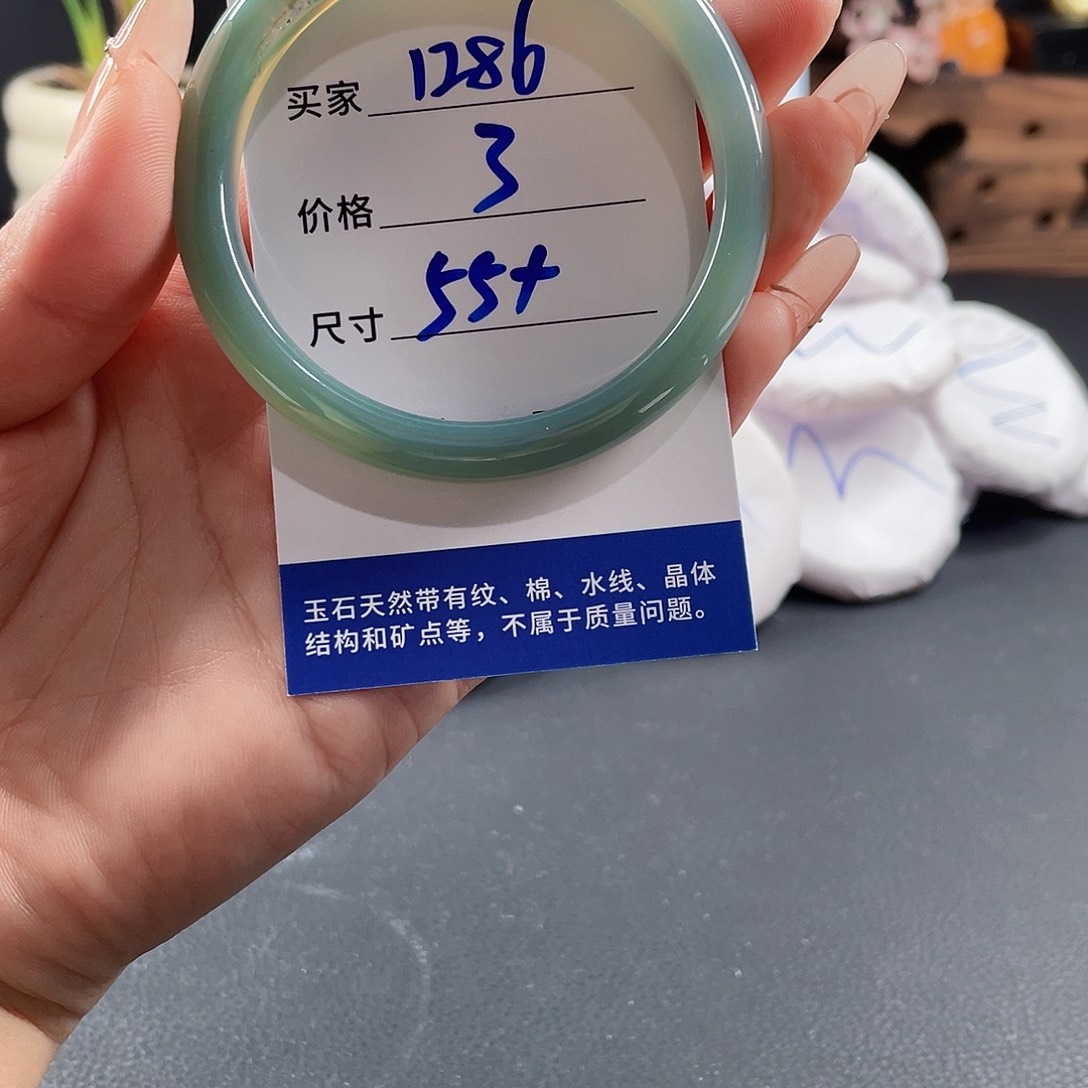 买家 1286
价格 3
尺寸 55+
玉石天然带有纹、棉、水线、晶体
结构和矿点等，不属于质量问题。